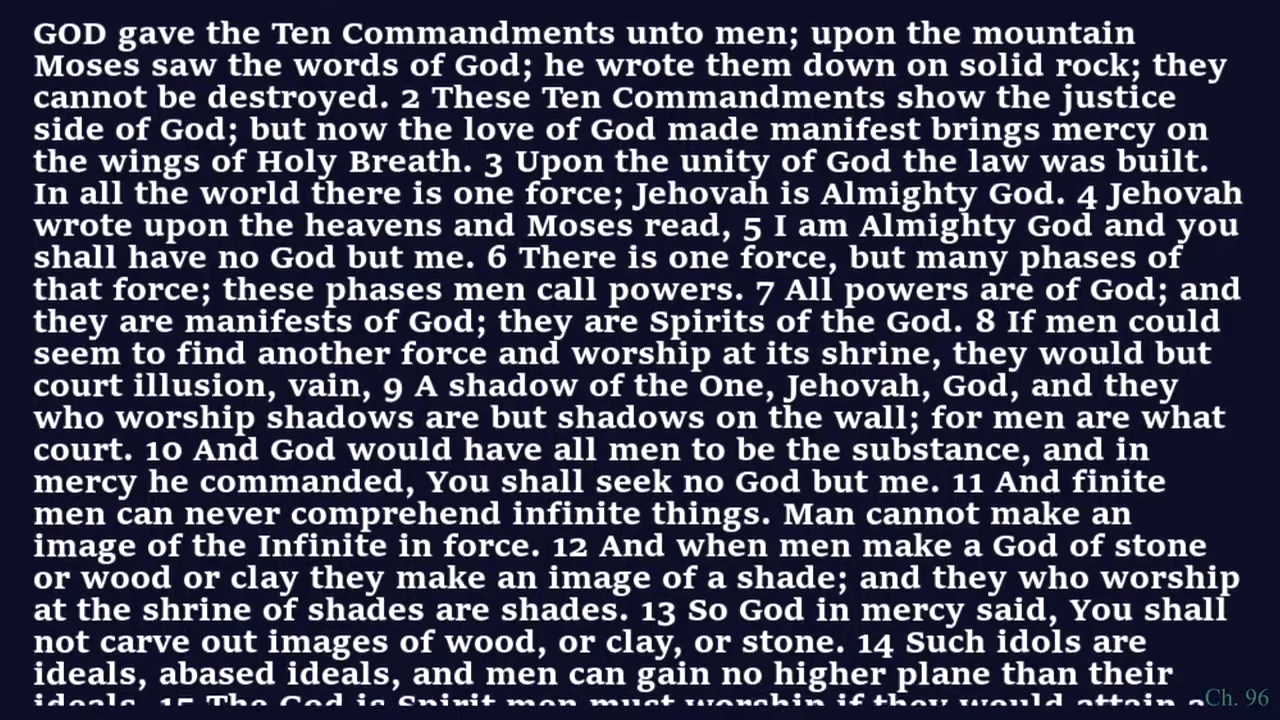 GOD gave the Ten Commandments unto men; upon the mountain
Moses saw the words of God; he wrote them down on solid rock; they
cannot be destroyed. 2 These Ten Commandments show the justice
side of God; but now the love of God made manifest brings mercy on
the wings of Holy Breath. 3 Upon the unity of God the law was built.
In all the world there is one force; Jehovah is Almighty God. 4 Jehovah
wrote upon the heavens and Moses read, 5 I am Almighty God and you
shall have no God but me. 6 There is one force, but many phases of
that force; these phases men call powers. 7 All powers are of God; and
they are manifests of God; they are Spirits of the God. 8 If men could
seem to find another force and worship at its shrine, they would but
court illusion, vain, 9 A shadow of the One, Jehovah, God, and they
who worship shadows are but shadows on the wall; for men are what
court. 10 And God would have all men to be the substance, and in
mercy he commanded, You shall seek no God but me. 11 And finite
men can never comprehend infinite things. Man cannot make an
image of the Infinite in force. 12 And when men make a God of stone
or wood or clay they make an image of a shade; and they who worship
at the shrine of shades are shades. 13 So God in mercy said, You shall
not carve out images of wood, or clay, or stone. 14 Such idols are
ideals, abased ideals, and men can gain no higher plane than their
ideals. 15 The God is Spirit men must worship if they would attain a
Ch. 96